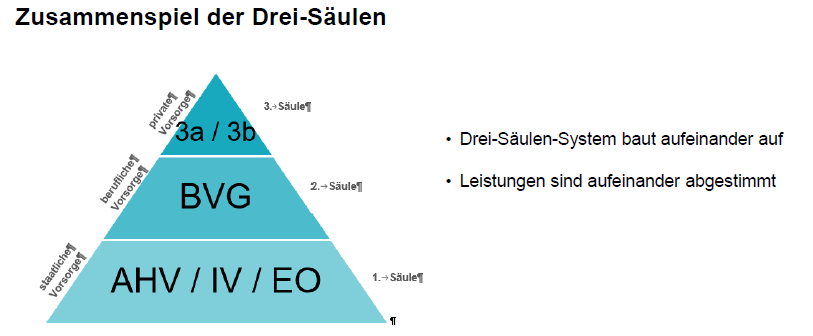 Zusammenspiel der Drei-Säulen
private¶
Vorsorge¶
3a / 3b
3.→Säule¶
berufliche¶
Vorsorge¶
BVG
2.→Säule¶
staatliche¶
Vorsorge¶
AHV / IV / EO
1.→Säule¶
¶
• Drei-Säulen-System baut aufeinander auf
• Leistungen sind aufeinander abgestimmt